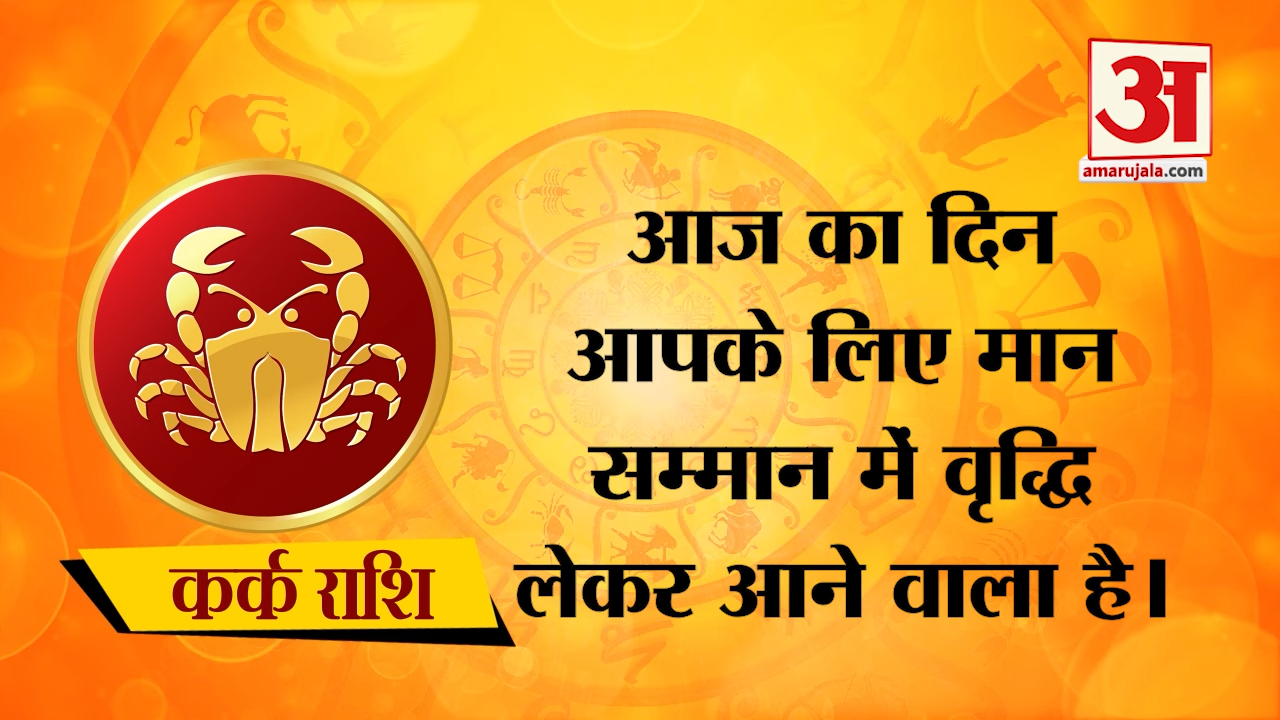 अ
amarujala.com
आज का दिन
आपके लिए मान
सम्मान में वृद्धि
लेकर आने वाला है।
कर्क राशि